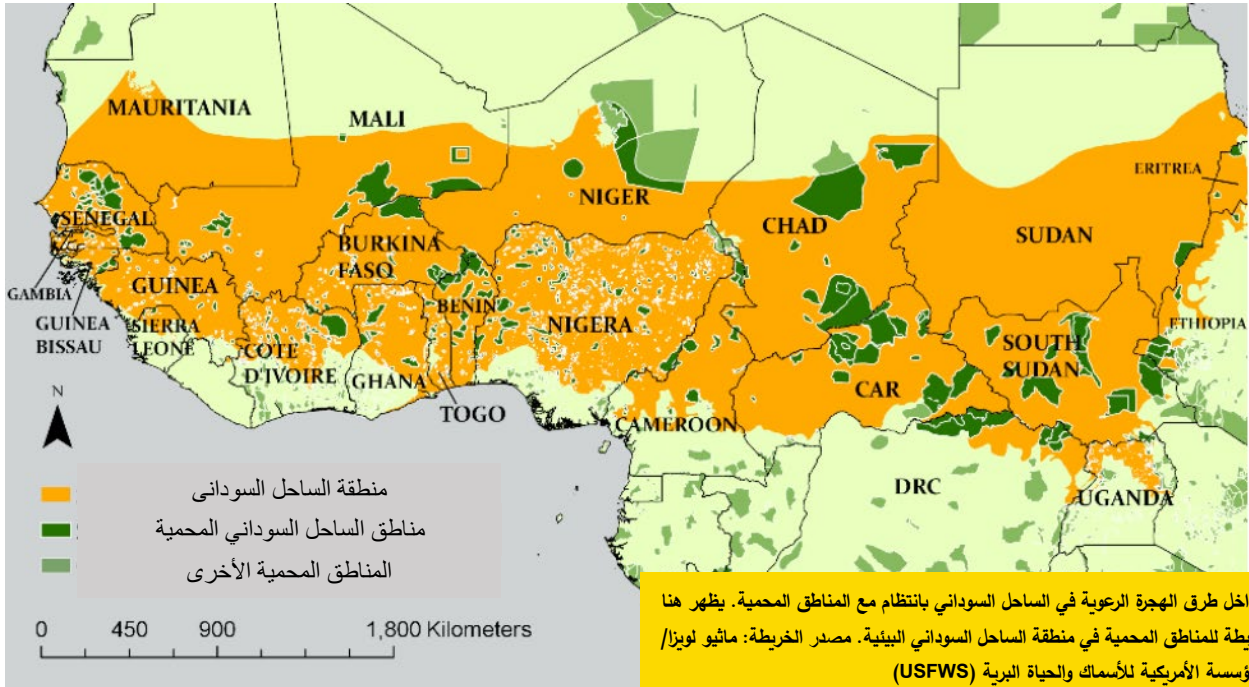 MAURITANIA
MALI
NIGER
CHAD
SUDAN
ERITREA
SENEGAL
GAMBIA
GUINEA
BISSAU
GUINEA
SIERRA
LEONE
COTE
D'IVOIRE
BURKINA
FASQ
GHANA
TOGO
BENIN
NIGERA
CAMEROON
CAR
SOUTH
SUDAN
ETHIOPIA
DRC
UGANDA
N
منطقة الساحل السودانى
مناطق الساحل السوداني المحمية
المناطق المحمية الأخرى
0 450 900 1,800 Kilometers
اخل طرق الهجرة الرعوية في الساحل السوداني بانتظام مع المناطق المحمية. يظهر هنا
يطة للمناطق المحمية في منطقة الساحل السوداني البيئية. مصدر الخريطة: ماثيو لويزا/
ؤسسة الأمريكية للأسماك والحياة البرية (USFWS)